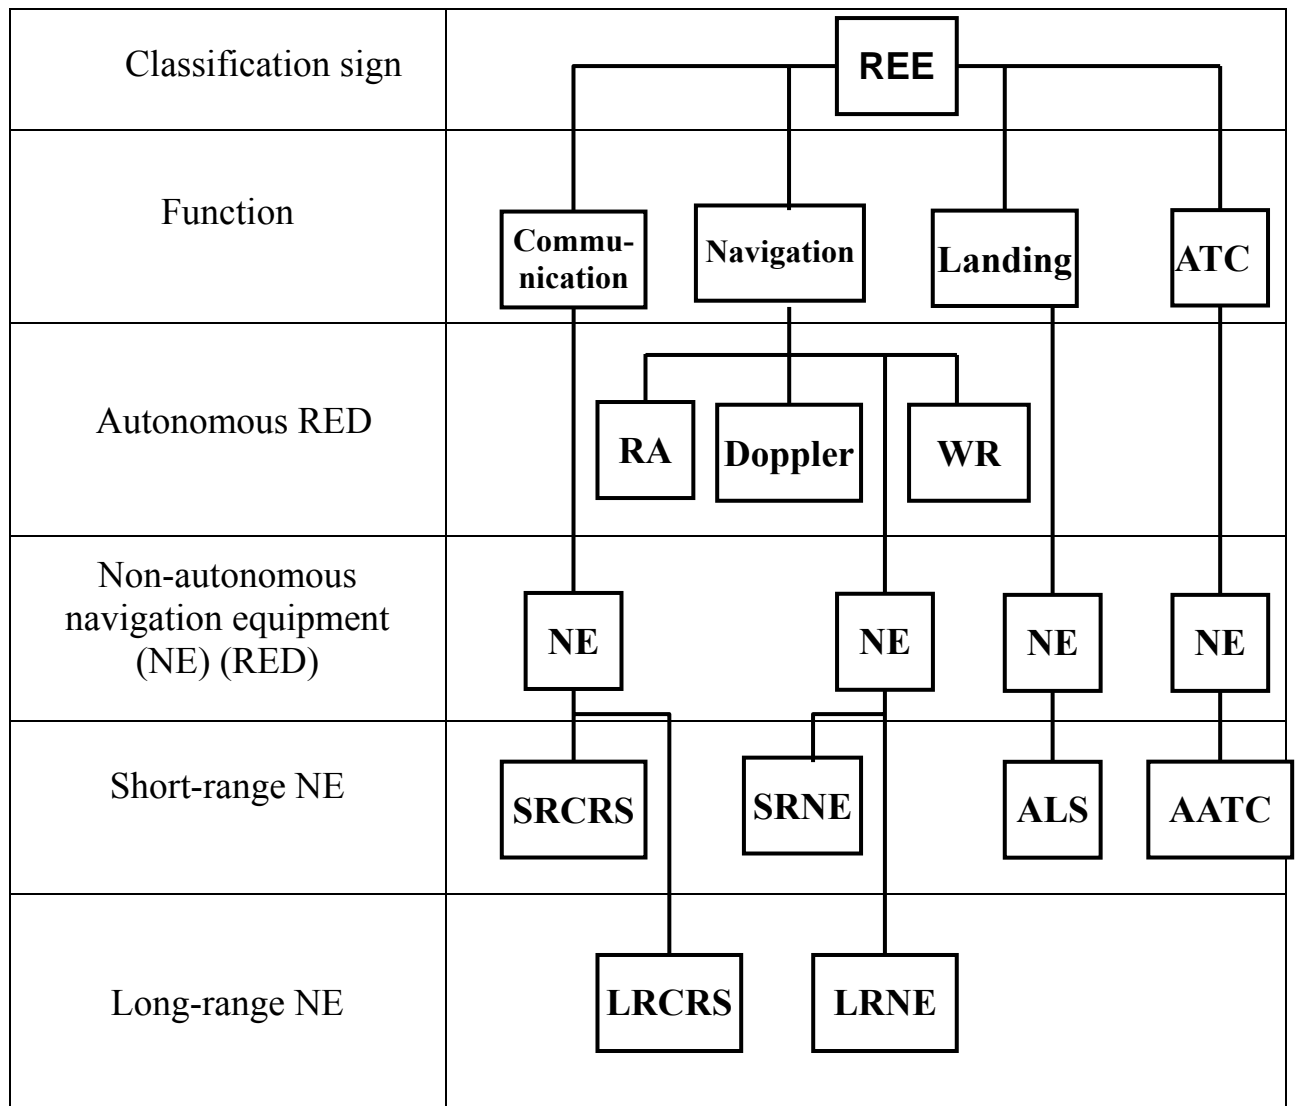 Classification sign
REE
Function
Commu-
nication
Navigation
Landing
ATC
Autonomous RED
RA
Doppler
WR
Non-autonomous
navigation equipment
(NE) (RED)
NE
NE
NE
NE
Short-range NE
SRCRS
SRNE
ALS
AATC
Long-range NE
LRCRS
LRNE